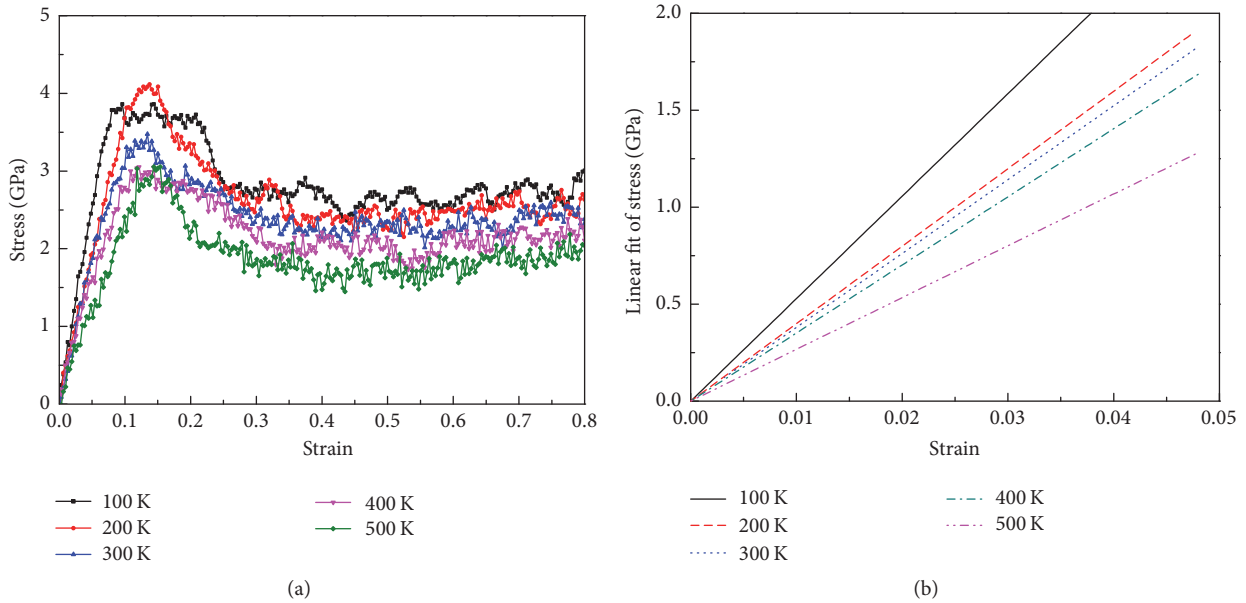 5
4
3
2
1
0
Stress (GPa)
0.0 0.1 0.2 0.3 0.4 0.5 0.6 0.7 0.8
Strain
100 K
200 K
300 K
400 K
500 K
(a)
2.0
1.5
1.0
0.5
0.0
Linear fit of stress (GPa)
0.00 0.01 0.02 0.03 0.04 0.05
Strain
100 K
200 K
300 K
400 K
500 K
(b)